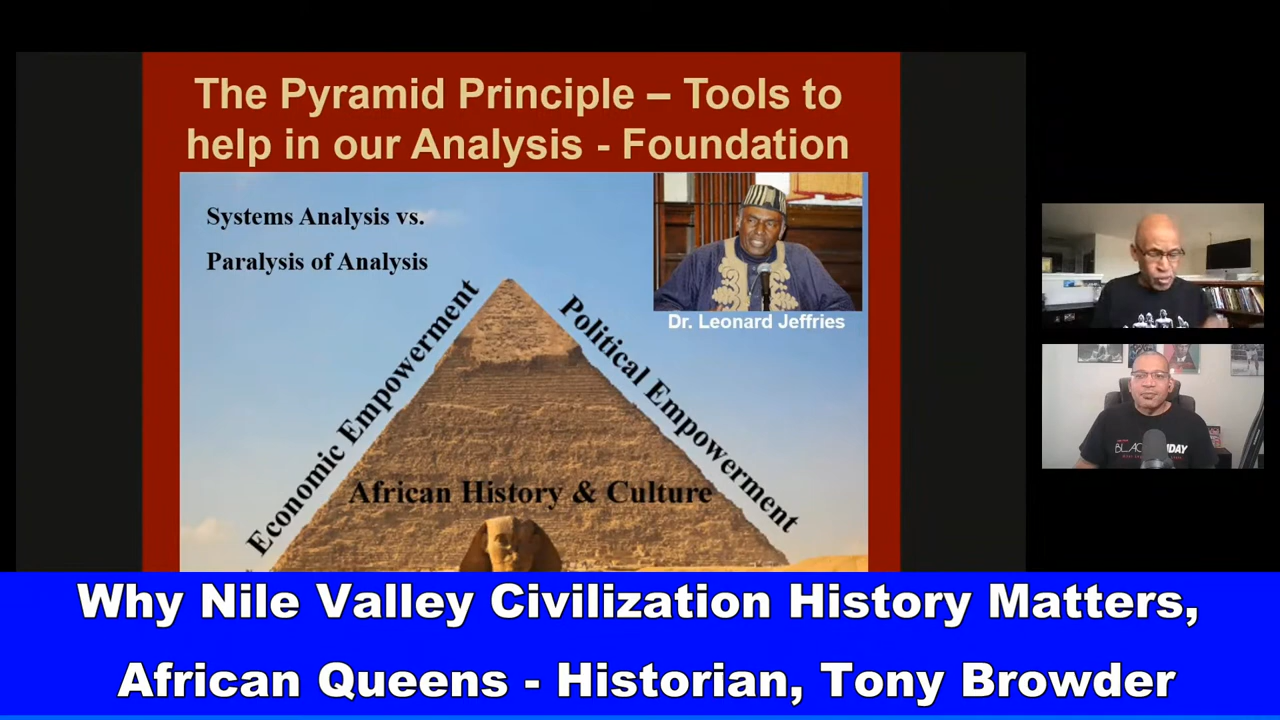 The Pyramid Principle – Tools to
help in our Analysis - Foundation
Systems Analysis vs.
Paralysis of Analysis
Dr. Leonard Jeffries
Economic Empowerment
Political Empowerment
African History & Culture
Why Nile Valley Civilization History Matters,
African Queens - Historian, Tony Browder